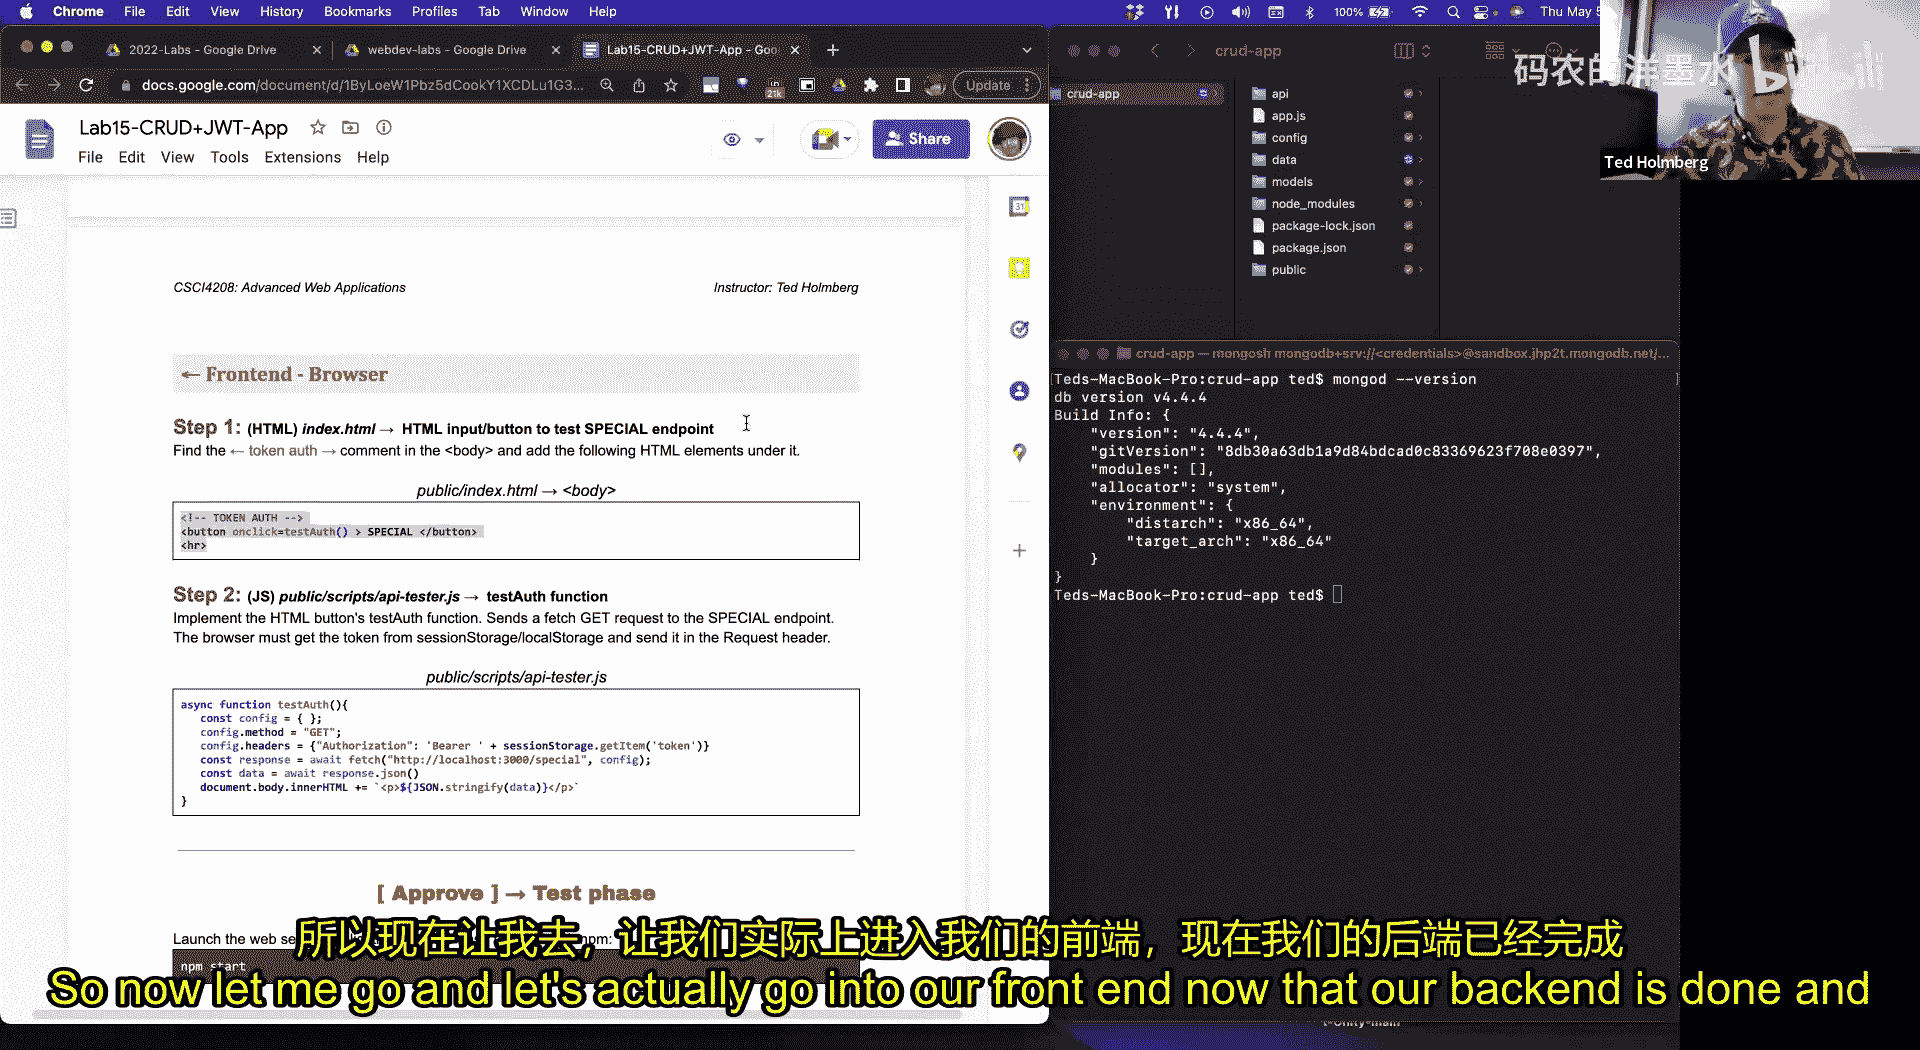 Chrome File Edit View History Bookmarks Profiles Tab Window Help
100%
Thu May 5
2022-Labs - Google Drive
webdev-labs - Google Drive
Lab15-CRUD+JWT-App - Goo
docs.google.com/document/d/1ByLoeW1Pbz5dCookY1XCDLu1G3...
21k
Update
Lab15-CRUD+JWT-App
File Edit View Tools Extensions Help
Share
31
CSCI4208: Advanced Web Applications
Instructor: Ted Holmberg
← Frontend - Browser
Step 1: (HTML) index.html → HTML input/button to test SPECIAL endpoint
Find the ← token auth → comment in the <body> and add the following HTML elements under it.
public/index.html → <body>
<!-- TOKEN AUTH -->
<button onclick=testAuth() > SPECIAL </button>
<hr>
Step 2: (JS) public/scripts/api-tester.js → testAuth function
Implement the HTML button's testAuth function. Sends a fetch GET request to the SPECIAL endpoint.
The browser must get the token from sessionStorage/localStorage and send it in the Request header.
public/scripts/api-tester.js
async function testAuth(){
const config = { };
config.method = "GET";
config.headers = {"Authorization": 'Bearer ' + sessionStorage.getItem('token')}
const response = await fetch("http://localhost:3000/special", config);
const data = await response.json()
document.body.innerHTML += `<p>${JSON.stringify(data)}</p>`
}
[ Approve ] → Test phase
Launch the web se
npm:
npm start
crud-app
crud-app
api
app.js
config
data
models
node_modules
package-lock.json
package.json
public
crud-app — mongosh mongodb+srv://<credentials>@sandbox.jhp2t.mongodb.net/...
Teds-MacBook-Pro:crud-app ted$ mongod --version
db version v4.4.4
Build Info: {
"version": "4.4.4",
"gitVersion": "8db30a63db1a9d84bdcad0c83369623f708e0397",
"modules": [],
"allocator": "system",
"environment": {
"distarch": "x86_64",
"target_arch": "x86_64"
}
}
Teds-MacBook-Pro:crud-app ted$
码农的洋墨水 bilibili
Ted Holmberg
所以现在让我去，让我们实际上进入我们的前端，现在我们的后端已经完成
So now let me go and let's actually go into our front end now that our backend is done and